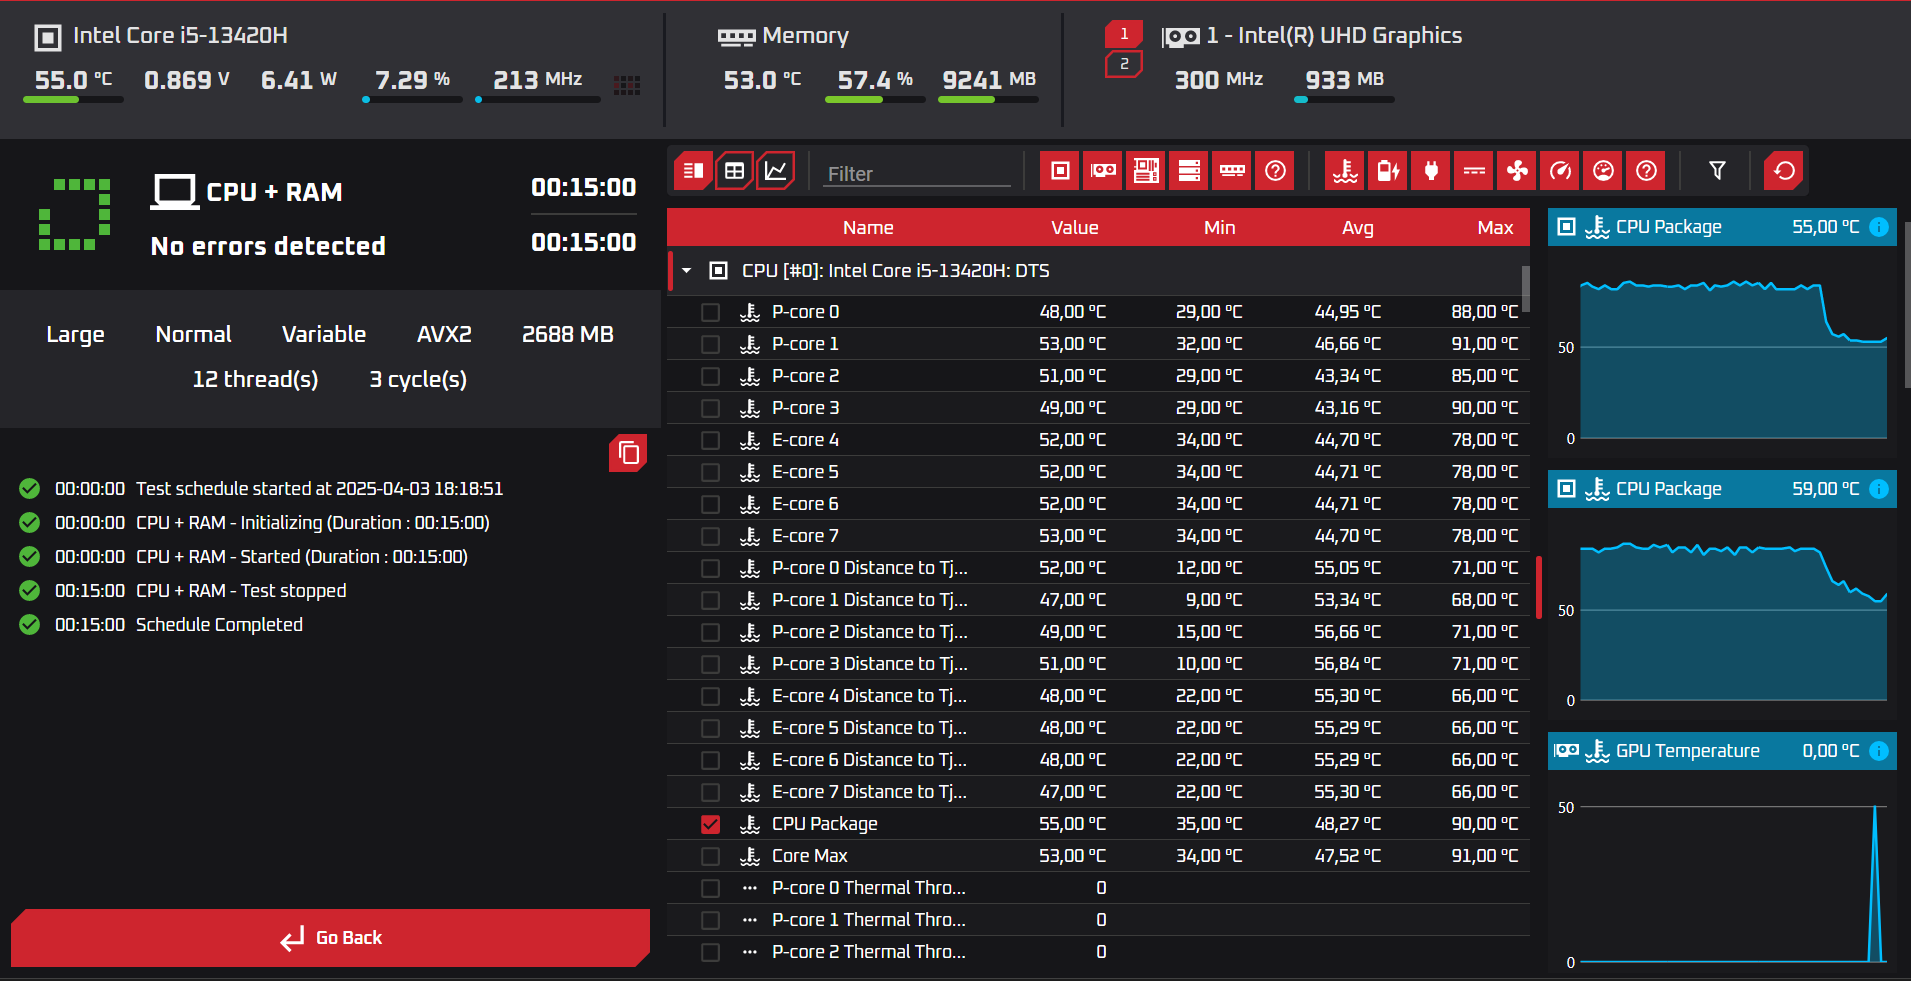 Intel Core i5-13420H
55.0 °C 0.869 V 6.41 W 7.29 % 213 MHz
Memory
53.0 °C 57.4 % 9241 MB
1
2
1 - Intel(R) UHD Graphics
300 MHz 933 MB
CPU + RAM
No errors detected
00:15:00
00:15:00
Large Normal Variable AVX2 2688 MB
12 thread(s) 3 cycle(s)
00:00:00 Test schedule started at 2025-04-03 18:18:51
00:00:00 CPU + RAM - Initializing (Duration : 00:15:00)
00:00:00 CPU + RAM - Started (Duration : 00:15:00)
00:15:00 CPU + RAM - Test stopped
00:15:00 Schedule Completed
Go Back
Filter
Name Value Min Avg Max
CPU [#0]: Intel Core i5-13420H: DTS
P-core 0 48,00 °C 29,00 °C 44,95 °C 88,00 °C
P-core 1 53,00 °C 32,00 °C 46,66 °C 91,00 °C
P-core 2 51,00 °C 29,00 °C 43,34 °C 85,00 °C
P-core 3 49,00 °C 29,00 °C 43,16 °C 90,00 °C
E-core 4 52,00 °C 34,00 °C 44,70 °C 78,00 °C
E-core 5 52,00 °C 34,00 °C 44,71 °C 78,00 °C
E-core 6 52,00 °C 34,00 °C 44,71 °C 78,00 °C
E-core 7 53,00 °C 34,00 °C 44,70 °C 78,00 °C
P-core 0 Distance to Tj... 52,00 °C 12,00 °C 55,05 °C 71,00 °C
P-core 1 Distance to Tj... 47,00 °C 9,00 °C 53,34 °C 68,00 °C
P-core 2 Distance to Tj... 49,00 °C 15,00 °C 56,66 °C 71,00 °C
P-core 3 Distance to Tj... 51,00 °C 10,00 °C 56,84 °C 71,00 °C
E-core 4 Distance to Tj... 48,00 °C 22,00 °C 55,30 °C 66,00 °C
E-core 5 Distance to Tj... 48,00 °C 22,00 °C 55,29 °C 66,00 °C
E-core 6 Distance to Tj... 48,00 °C 22,00 °C 55,29 °C 66,00 °C
E-core 7 Distance to Tj... 47,00 °C 22,00 °C 55,30 °C 66,00 °C
CPU Package 55,00 °C 35,00 °C 48,27 °C 90,00 °C
Core Max 53,00 °C 34,00 °C 47,52 °C 91,00 °C
P-core 0 Thermal Thro... 0
P-core 1 Thermal Thro... 0
P-core 2 Thermal Thro... 0
CPU Package 55,00 °C
50
0
CPU Package 59,00 °C
50
0
GPU Temperature 0,00 °C
50
0